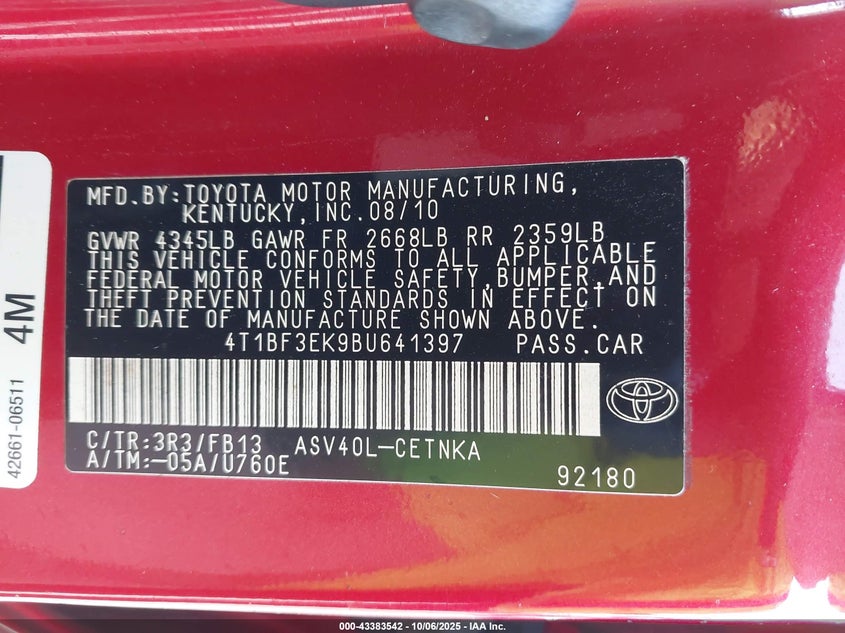 MFD.BY:TOYOTA MOTOR MANUFACTURING,
KENTUCKY,INC.08/10
GVWR 4345LB GAWR FR 2668LB RR 2359LB
THIS VEHICLE CONFORMS TO ALL APPLICABLE
FEDERAL MOTOR VEHICLE SAFETY,BUMPER,AND
THEFT PREVENTION STANDARDS IN EFFECT ON
THE DATE OF MANUFACTURE SHOWN ABOVE.
4T1BF3EK9BU641397 PASS.CAR
C/TR:3R3/FB13 ASV40L-CETNKA
A/TM:-05A/U760E
92180
4M
42661-06511
000-43383542 - 10/06/2025 - IAA Inc.